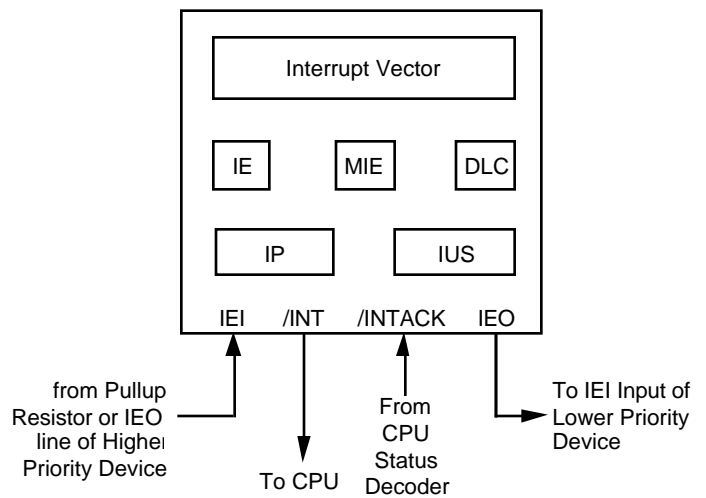 Interrupt Vector
IE MIE DLC
IP IUS
IEI /INT /INTACK IEO
from Pullup
Resistor or IEO
line of Higher
Priority Device
To CPU
From
CPU
Status
Decoder
To IEI Input of
Lower Priority
Device